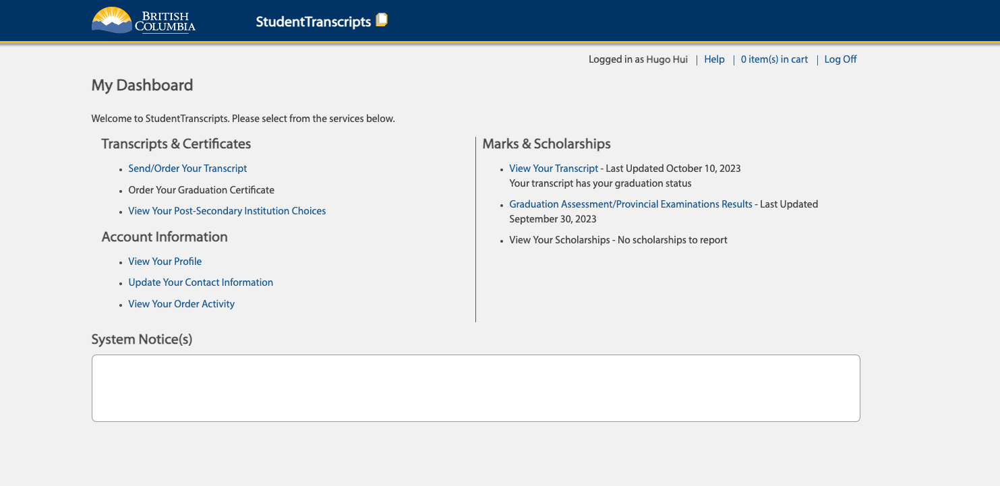 BRITISH
COLUMBIA
StudentTranscripts
Logged in as Hugo Hui | Help | 0 item(s) in cart | Log Off
My Dashboard
Welcome to StudentTranscripts. Please select from the services below.
Transcripts & Certificates
• Send/Order Your Transcript
• Order Your Graduation Certificate
• View Your Post-Secondary Institution Choices
Account Information
• View Your Profile
• Update Your Contact Information
• View Your Order Activity
Marks & Scholarships
• View Your Transcript - Last Updated October 10, 2023
Your transcript has your graduation status
• Graduation Assessment/Provincial Examinations Results - Last Updated
September 30, 2023
• View Your Scholarships - No scholarships to report
System Notice(s)